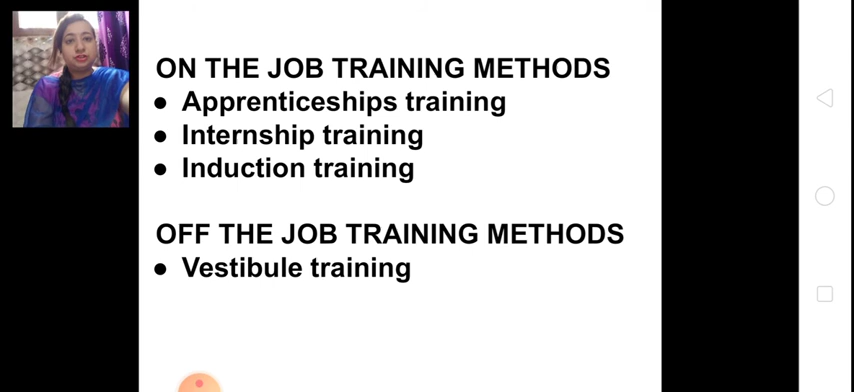 ON THE JOB TRAINING METHODS
● Apprenticeships training
● Internship training
● Induction training
OFF THE JOB TRAINING METHODS
● Vestibule training